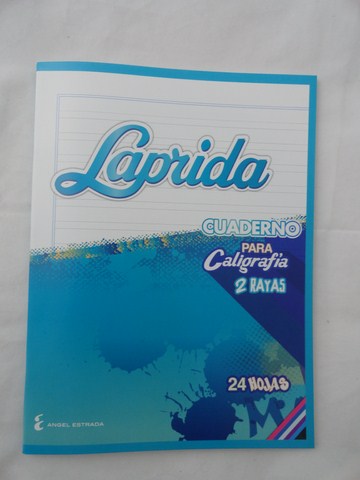 Laprida
CUADERNO
PARA
Caligrafía
2 RAYAS
24 HOJAS
ANGEL ESTRADA